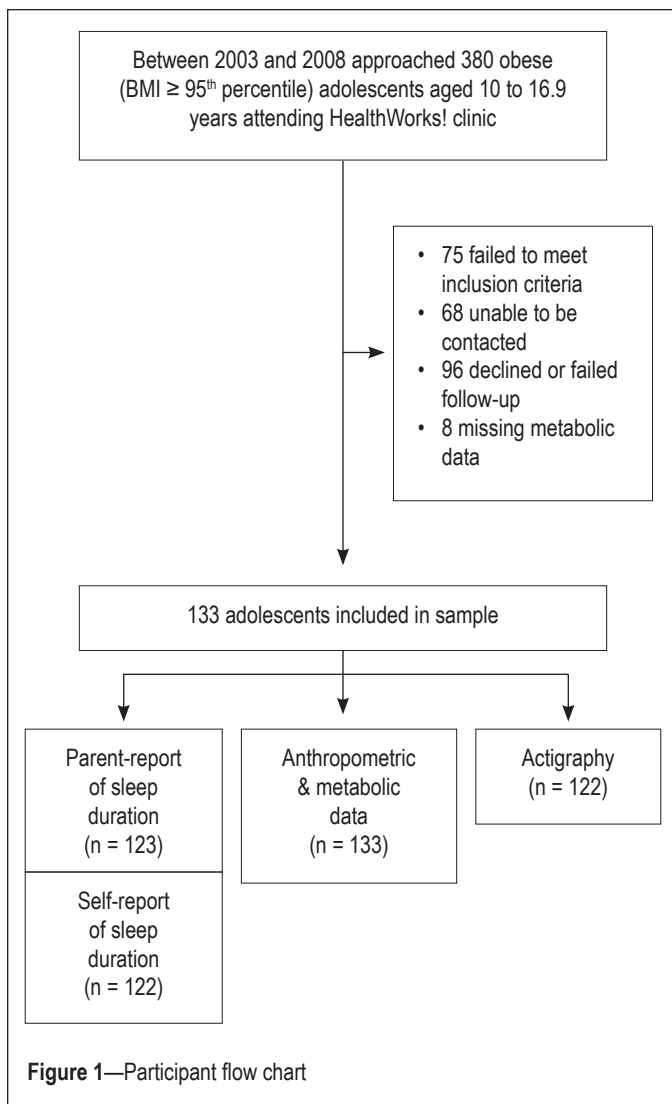 Between 2003 and 2008 approached 380 obese
(BMI ≥ 95th percentile) adolescents aged 10 to 16.9
years attending HealthWorks! clinic
• 75 failed to meet
inclusion criteria
• 68 unable to be
contacted
• 96 declined or failed
follow-up
• 8 missing metabolic
data
133 adolescents included in sample
Parent-report
of sleep
duration
(n = 123)
Self-report
of sleep
duration
(n = 122)
Anthropometric
& metabolic
data
(n = 133)
Actigraphy
(n = 122)
Figure 1—Participant flow chart